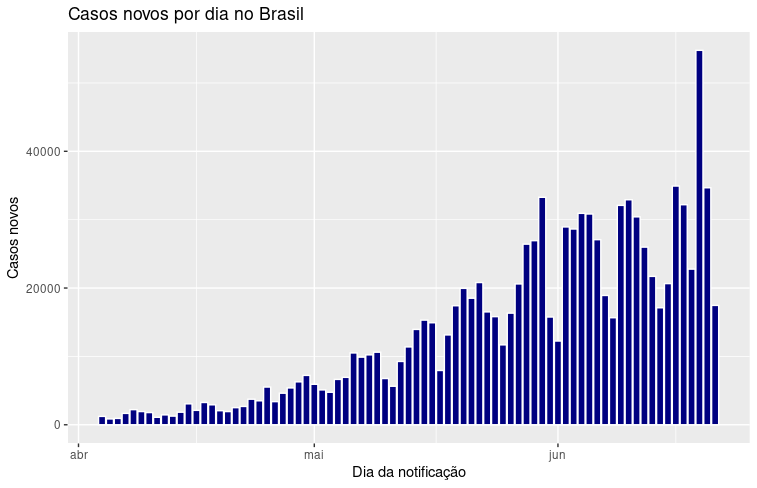 Casos novos por dia no Brasil
Casos novos
40000
20000
0
abr
mai
jun
Dia da notificação